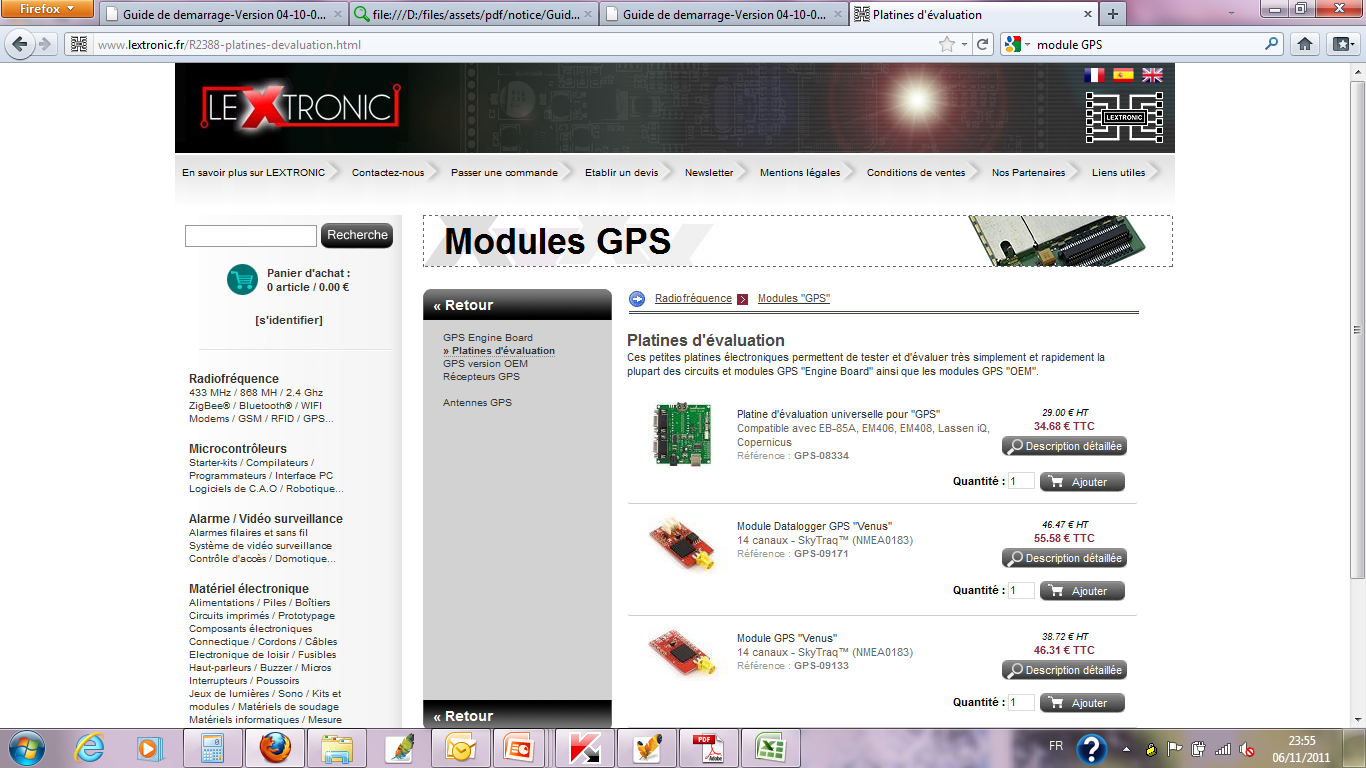 Firefox
Guide de demarrage-Version 04-10-0...
file:///D:/files/assets/pdf/notice/Guid...
Guide de demarrage-Version 04-10-0...
Platines d'évaluation
www.lextronic.fr/R2388-platines-devaluation.html
module GPS
LEXTRONIC
LEXTRONIC
En savoir plus sur LEXTRONIC
Contactez-nous
Passer une commande
Etablir un devis
Newsletter
Mentions légales
Conditions de ventes
Nos Partenaires
Liens utiles
Recherche
Panier d'achat :
0 article / 0.00 €
[s'identifier]
Radiofréquence
433 MHz / 868 MH / 2.4 Ghz
ZigBee® / Bluetooth® / WIFI
Modems / GSM / RFID / GPS...
Microcontrôleurs
Starter-kits / Compilateurs /
Programmateurs / Interface PC
Logiciels de C.A.O / Robotique...
Alarme / Vidéo surveillance
Alarmes filaires et sans fil
Système de vidéo surveillance
Contrôle d'accès / Domotique...
Matériel électronique
Alimentations / Piles / Boîtiers
Circuits imprimés / Prototypage
Composants électroniques
Connectique / Cordons / Câbles
Electronique de loisir / Fusibles
Haut-parleurs / Buzzer / Micros
Interrupteurs / Poussoirs
Jeux de lumières / Sono / Kits et
modules / Matériels de soudage
Matériels informatiques / Mesure
Modules GPS
« Retour
GPS Engine Board
» Platines d'évaluation
GPS version OEM
Récepteurs GPS
Antennes GPS
« Retour
Radiofréquence
Modules "GPS"
Platines d'évaluation
Ces petites platines électroniques permettent de tester et d'évaluer très simplement et rapidement la
plupart des circuits et modules GPS "Engine Board" ainsi que les modules GPS "OEM".
Platine d'évaluation universelle pour "GPS"
Compatible avec EB-85A, EM406, EM408, Lassen iQ,
Copernicus
Référence : GPS-08334
29.00 € HT
34.68 € TTC
Description détaillée
Quantité : 1
Ajouter
Module Datalogger GPS "Venus"
14 canaux - SkyTraq™ (NMEA0183)
Référence : GPS-09171
46.47 € HT
55.58 € TTC
Description détaillée
Quantité : 1
Ajouter
Module GPS "Venus"
14 canaux - SkyTraq™ (NMEA0183)
Référence : GPS-09133
38.72 € HT
46.31 € TTC
Description détaillée
Quantité : 1
Ajouter
PDF
FR
23:55
06/11/2011